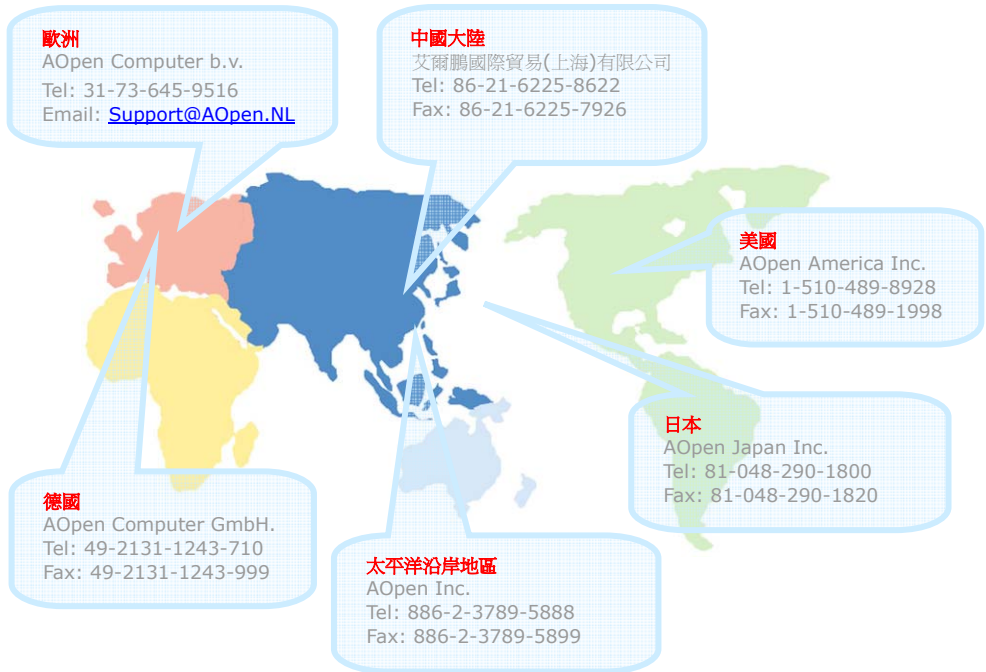 歐洲
AOpen Computer b.v.
Tel: 31-73-645-9516
Email: Support@AOpen.NL
中國大陸
艾爾鵬國際貿易(上海)有限公司
Tel: 86-21-6225-8622
Fax: 86-21-6225-7926
美國
AOpen America Inc.
Tel: 1-510-489-8928
Fax: 1-510-489-1998
日本
AOpen Japan Inc.
Tel: 81-048-290-1800
Fax: 81-048-290-1820
德國
AOpen Computer GmbH.
Tel: 49-2131-1243-710
Fax: 49-2131-1243-999
太平洋沿岸地區
AOpen Inc.
Tel: 886-2-3789-5888
Fax: 886-2-3789-5899